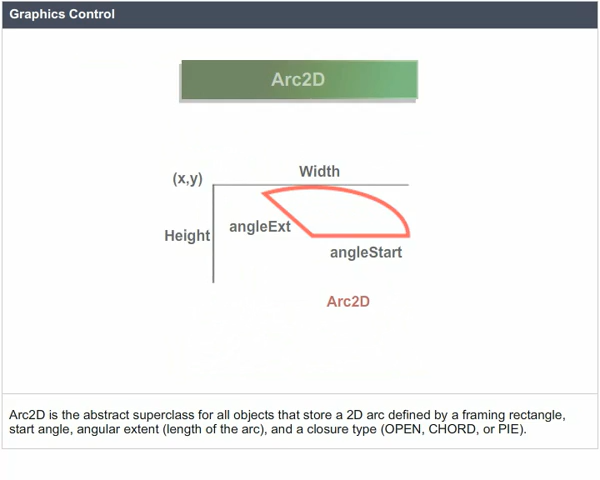 Graphics Control
Arc2D
Width
(x,y)
angleExt
Height
angleStart
Arc2D
Arc2D is the abstract superclass for all objects that store a 2D arc defined by a framing rectangle,
start angle, angular extent (length of the arc), and a closure type (OPEN, CHORD, or PIE).